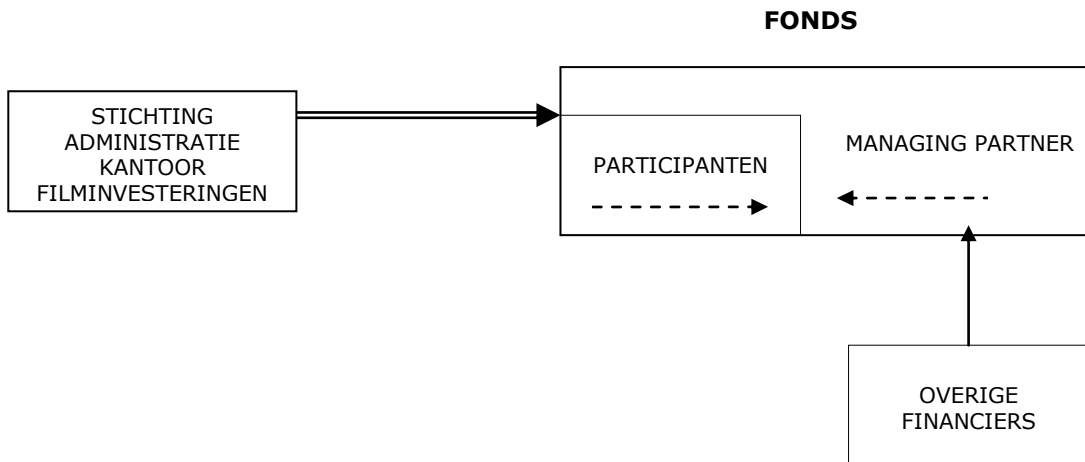 FONDS
STICHTING
ADMINISTRATIE
KANTOOR
FILMINVESTERINGEN
PARTICIPANTEN
MANAGING PARTNER
OVERIGE
FINANCIERS